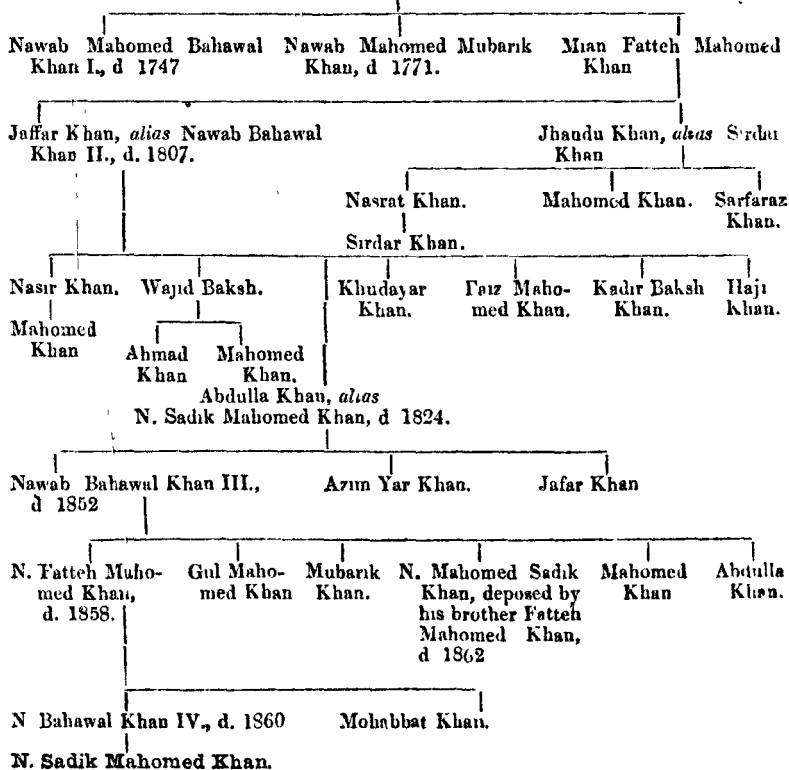 Nawab Mahomed Bahawal Nawab Mahomed Mubarik Mian Fatteh Mahomed
Khan I., d 1747 Khan, d 1771. Khan
Jaffar Khan, alias Nawab Bahawal Jhandu Khan, alias Sirdar
Khan II., d. 1807. Khan
Nasrat Khan. Mahomed Khan. Sarfaraz
Khan.
Sirdar Khan.
Nasir Khan. Wajid Baksh. Khudayar Faiz Maho- Kadir Baksh Haji
Khan. med Khan. Khan. Khan.
Mahomed
Khan
Ahmad Mahomed
Khan Khan.
Abdulla Khan, alias
N. Sadik Mahomed Khan, d 1824.
Nawab Bahawal Khan III., Azim Yar Khan. Jafar Khan
d 1852
N. Fatteh Maho- Gul Maho- Mubarik N. Mahomed Sadik Mahomed Abdulla
med Khan, med Khan Khan. Khan, deposed by Khan Khan.
d. 1858. his brother Fatteh
Mahomed Khan,
d 1862
N Bahawal Khan IV., d. 1860 Mohabbat Khan.
N. Sadik Mahomed Khan.